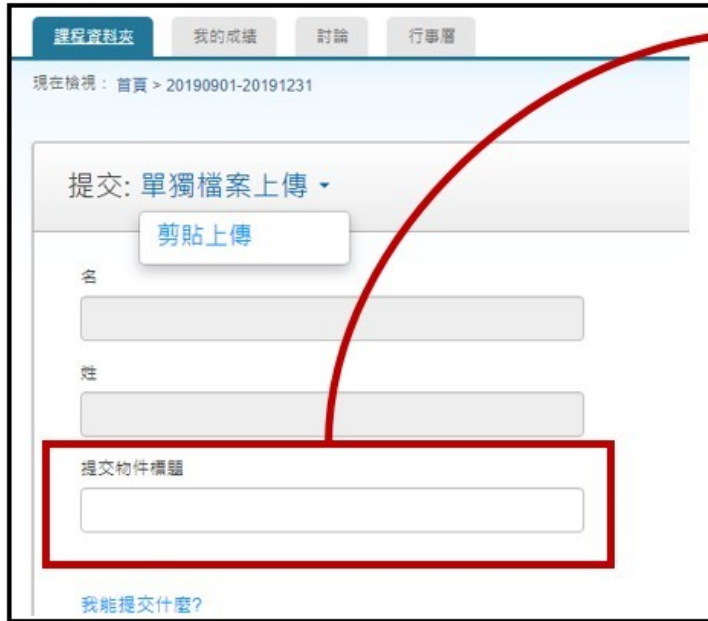 課程資料夾 我的成績 討論 行事曆
現在檢視： 首頁 > 20190901-20191231
提交: 單獨檔案上傳
剪貼上傳
名
姓
提交物件標題
我能提交什麼?